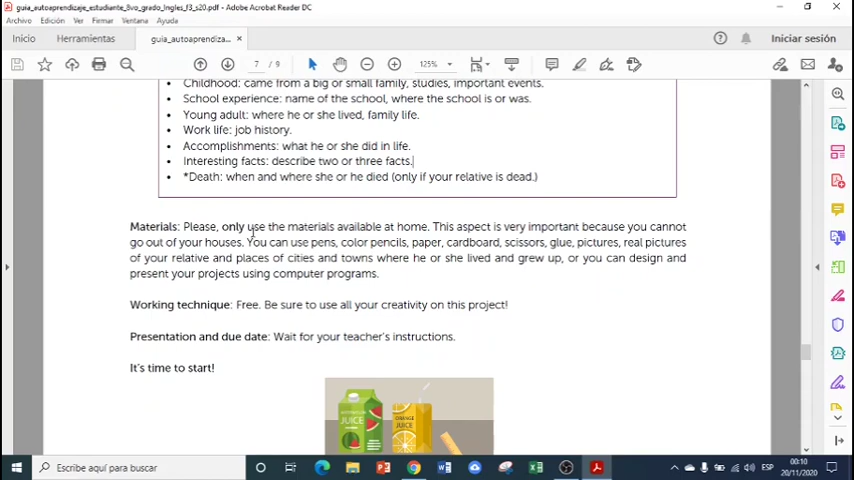 guia_autoaprendizaje_estudiante_8vo_grado_Ingles_f3_s20.pdf - Adobe Acrobat Reader DC
Archivo Edición Ver Firmar Ventana Ayuda
Inicio Herramientas guia_autoaprendiza... × Iniciar sesión
7 / 9 125%
• Childhood: came from a big or small family, studies, important events.
• School experience: name of the school, where the school is or was.
• Young adult: where he or she lived, family life.
• Work life: job history.
• Accomplishments: what he or she did in life.
• Interesting facts: describe two or three facts.
• *Death: when and where she or he died (only if your relative is dead.)
Materials: Please, only use the materials available at home. This aspect is very important because you cannot
go out of your houses. You can use pens, color pencils, paper, cardboard, scissors, glue, pictures, real pictures
of your relative and places of cities and towns where he or she lived and grew up, or you can design and
present your projects using computer programs.
Working technique: Free. Be sure to use all your creativity on this project!
Presentation and due date: Wait for your teacher's instructions.
It's time to start!
JUICE
ORANGE
JUICE
Escribe aquí para buscar
ESP
00:10
20/11/2020